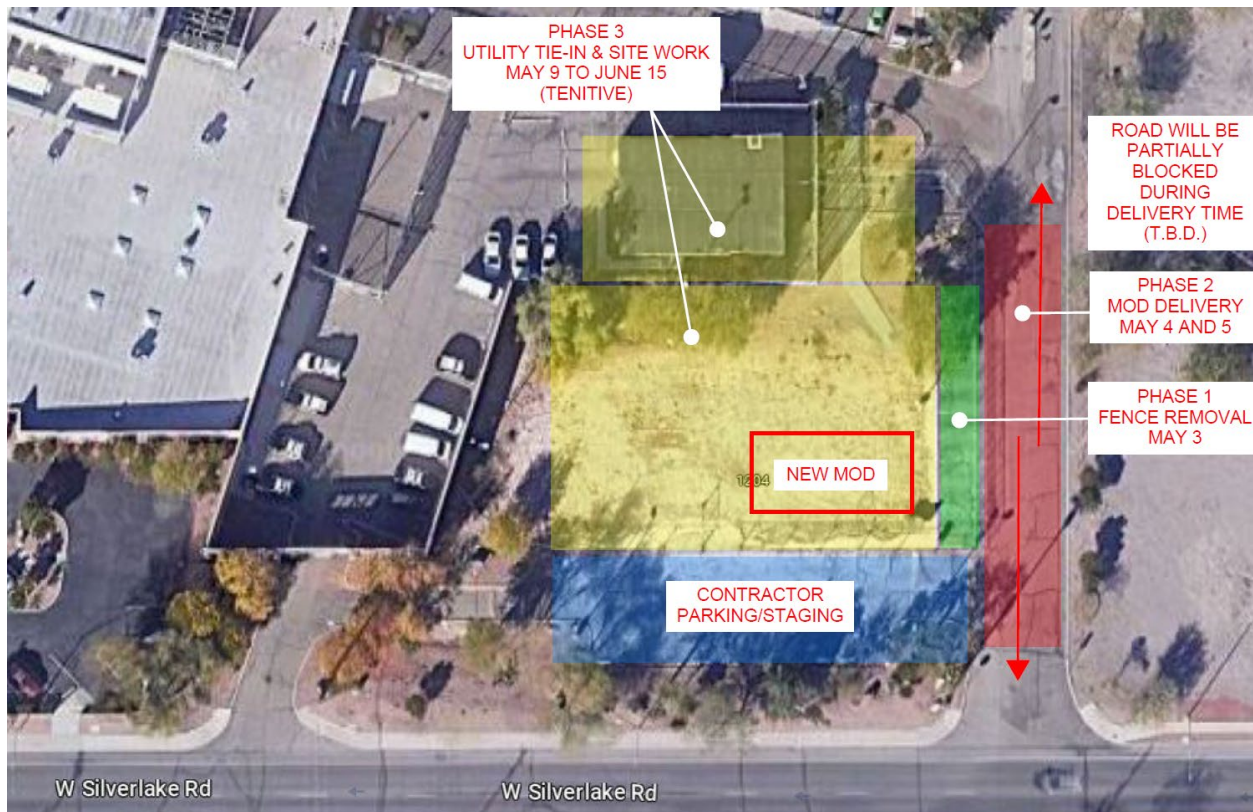 PHASE 3
UTILITY TIE-IN & SITE WORK
MAY 9 TO JUNE 15
(TENITIVE)
ROAD WILL BE
PARTIALLY
BLOCKED
DURING
DELIVERY TIME
(T.B.D.)
PHASE 2
MOD DELIVERY
MAY 4 AND 5
PHASE 1
FENCE REMOVAL
MAY 3
1204
NEW MOD
CONTRACTOR
PARKING/STAGING
W Silverlake Rd
W Silverlake Rd